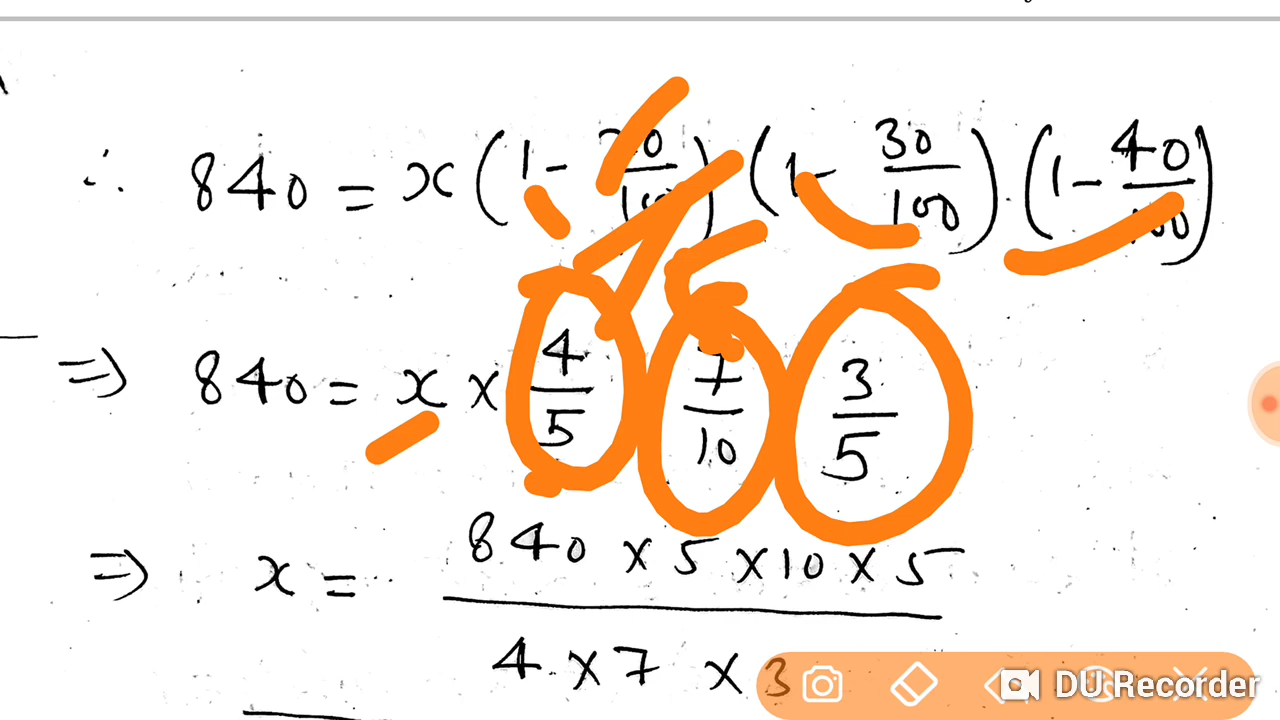 ∴ 840 = x(1 - 20/100)(1 - 30/100).(1 - 40/100)
⇒ 840 = x × 4/5 7/10 3/5
⇒ x = 840 × 5 × 10 × 5
4 × 7 × 3
DU Recorder